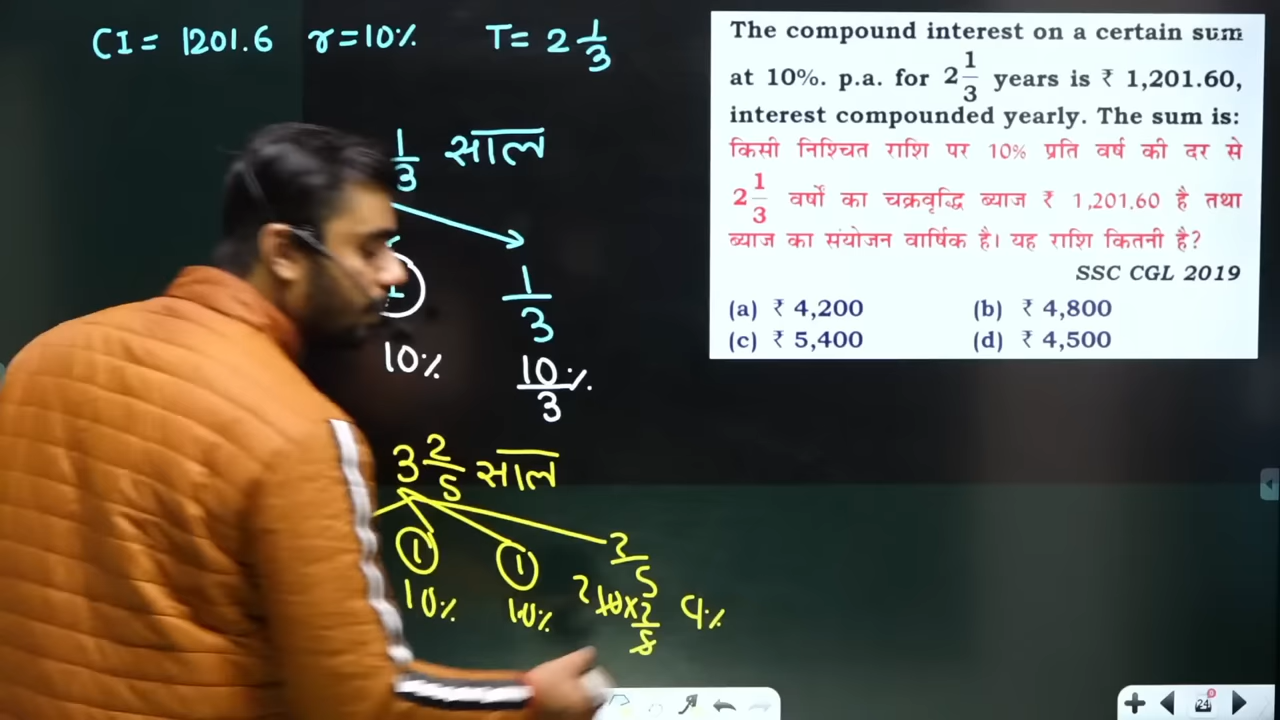 CI = 1201.6 r=10% T= 2 1/3
1/3 साल
1 1/3
10% 10/3%
3 2/5 साल
1 1 2/5
10% 10% 2 10×2/5 4%
The compound interest on a certain sum
at 10%. p.a. for 2 1/3 years is ₹ 1,201.60,
interest compounded yearly. The sum is:
किसी निश्चित राशि पर 10% प्रति वर्ष की दर से
2 1/3 वर्षों का चक्रवृद्धि ब्याज ₹ 1,201.60 है तथा
ब्याज का संयोजन वार्षिक है। यह राशि कितनी है?
SSC CGL 2019
(a) ₹ 4,200 (b) ₹ 4,800
(c) ₹ 5,400 (d) ₹ 4,500
24